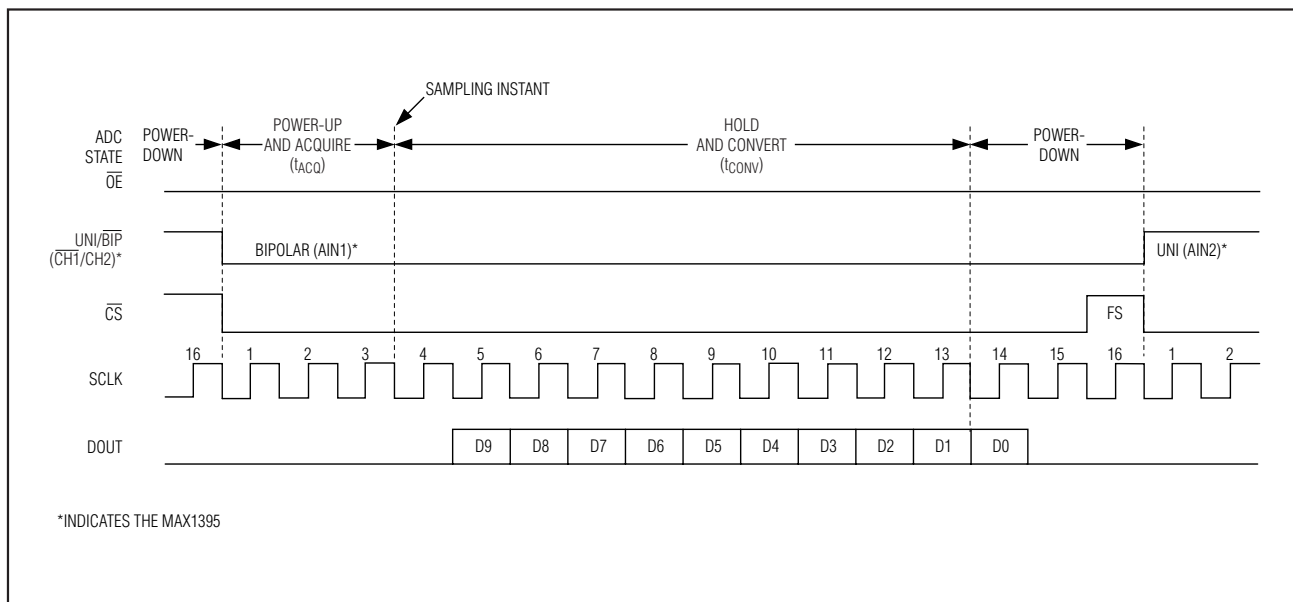 SAMPLING INSTANT
ADC
STATE
POWER-
DOWN
POWER-UP
AND ACQUIRE
(tACQ)
HOLD
AND CONVERT
(tCONV)
POWER-
DOWN
OE
UNI/BIP
(CH1/CH2)*
BIPOLAR (AIN1)*
UNI (AIN2)*
CS
FS
SCLK
16 1 2 3 4 5 6 7 8 9 10 11 12 13 14 15 16 1 2
DOUT
D9 D8 D7 D6 D5 D4 D3 D2 D1 D0
*INDICATES THE MAX1395